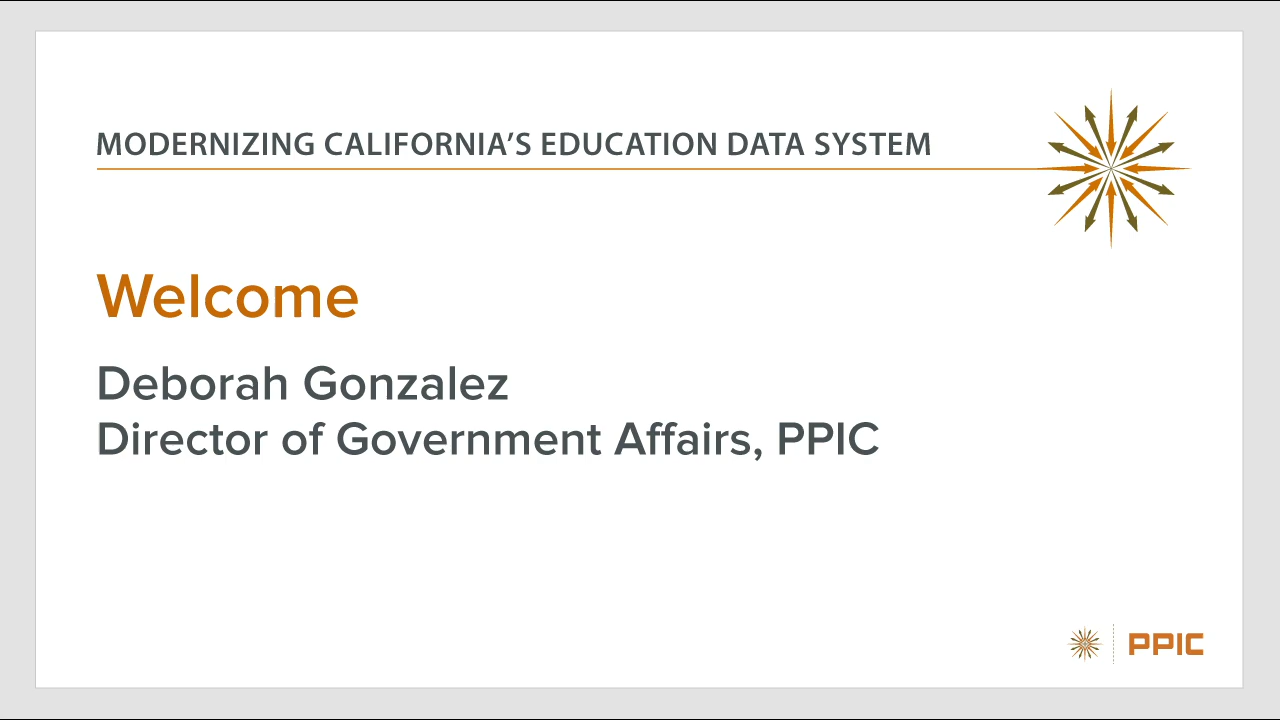 MODERNIZING CALIFORNIA’S EDUCATION DATA SYSTEM
Welcome
Deborah Gonzalez
Director of Government Affairs, PPIC
PPIC